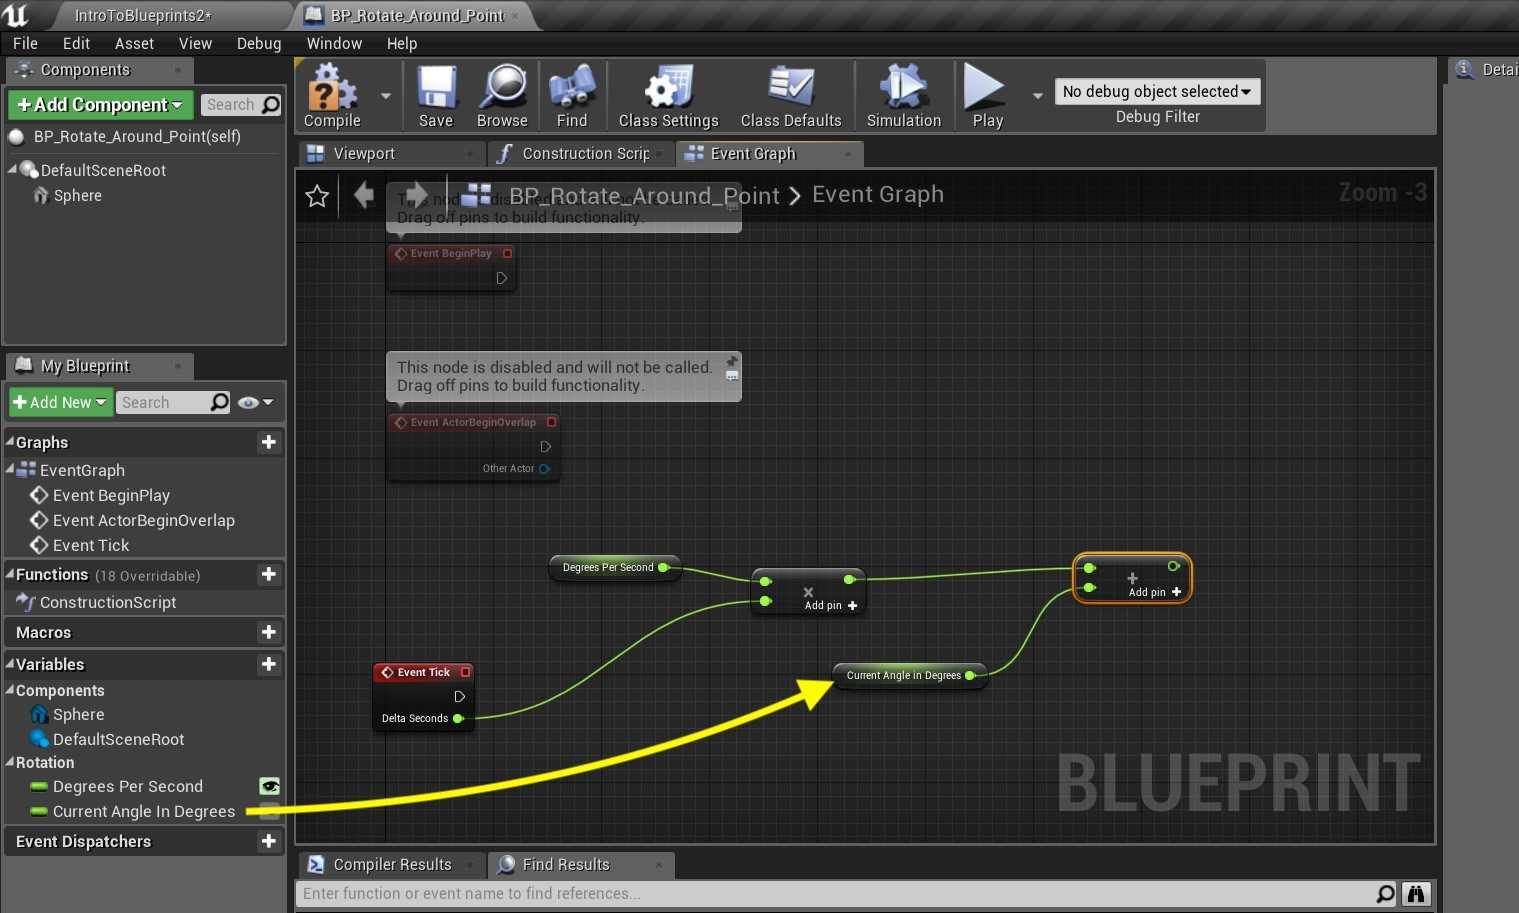 IntroToBlueprints2*
BP_Rotate_Around_Point
File Edit Asset View Debug Window Help
Components
+Add Component
Search
BP_Rotate_Around_Point(self)
DefaultSceneRoot
Sphere
Compile
Save
Browse
Find
Class Settings
Class Defaults
Simulation
Play
No debug object selected
Debug Filter
Detai
Viewport
Construction Scrip
Event Graph
BP_Rotate_Around_Point > Event Graph
Zoom -3
Drag off pins to build functionality.
Event BeginPlay
This node is disabled and will not be called.
Drag off pins to build functionality.
Event ActorBeginOverlap
Other Actor
My Blueprint
+Add New
Search
Graphs
EventGraph
Event BeginPlay
Event ActorBeginOverlap
Event Tick
Functions (18 Overridable)
ConstructionScript
Macros
Variables
Components
Sphere
DefaultSceneRoot
Rotation
Degrees Per Second
Current Angle In Degrees
Event Dispatchers
Degrees Per Second
×
Add pin +
+
Add pin +
Event Tick
Delta Seconds
Current Angle in Degrees
BLUEPRINT
Compiler Results
Find Results
Enter function or event name to find references...